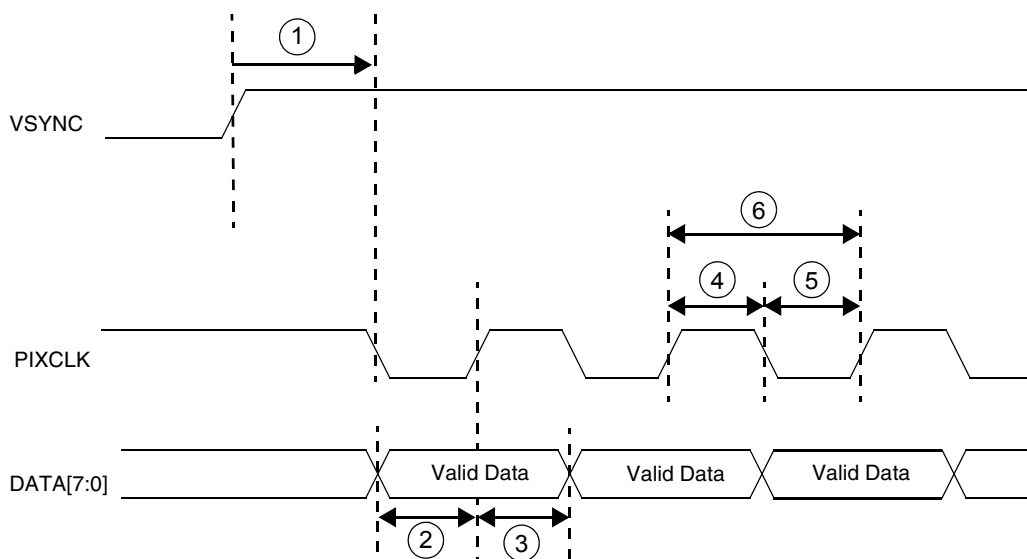 1
VSYNC
6
4 5
PIXCLK
DATA[7:0] Valid Data Valid Data Valid Data
2 3